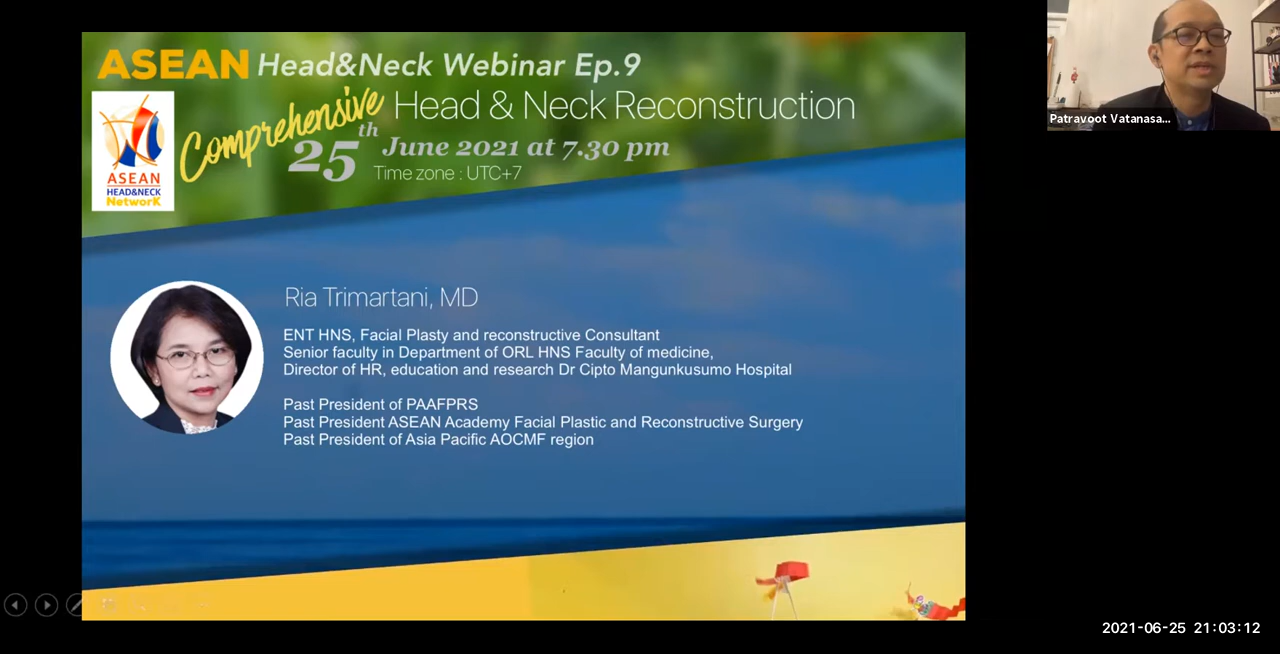 ASEAN Head&Neck Webinar Ep.9
Comprehensive Head & Neck Reconstruction
25th June 2021 at 7.30 pm
Time zone : UTC+7
ASEAN
HEAD&NECK
NetworK
Patravoot Vatanasa...
Ria Trimartani, MD
ENT HNS, Facial Plasty and reconstructive Consultant
Senior faculty in Department of ORL HNS Faculty of medicine,
Director of HR, education and research Dr Cipto Mangunkusumo Hospital
Past President of PAAFPRS
Past President ASEAN Academy Facial Plastic and Reconstructive Surgery
Past President of Asia Pacific AOCMF region
2021-06-25 21:03:12